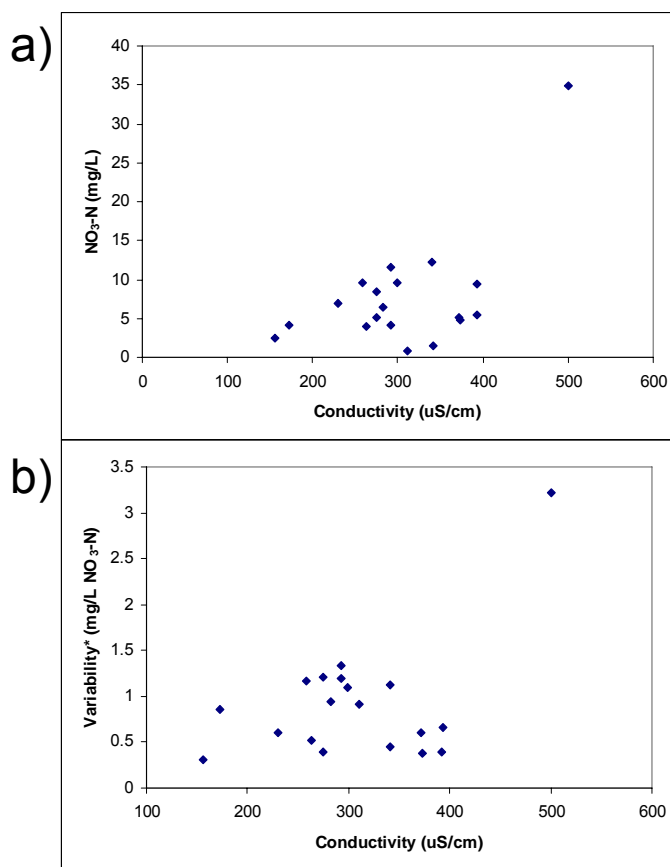 a)
40
35
30
25
20
15
10
5
0
NO3-N (mg/L)
0 100 200 300 400 500 600
Conductivity (uS/cm)
b)
3.5
3
2.5
2
1.5
1
0.5
0
Variability* (mg/L NO3-N)
100 200 300 400 500 600
Conductivity (uS/cm)